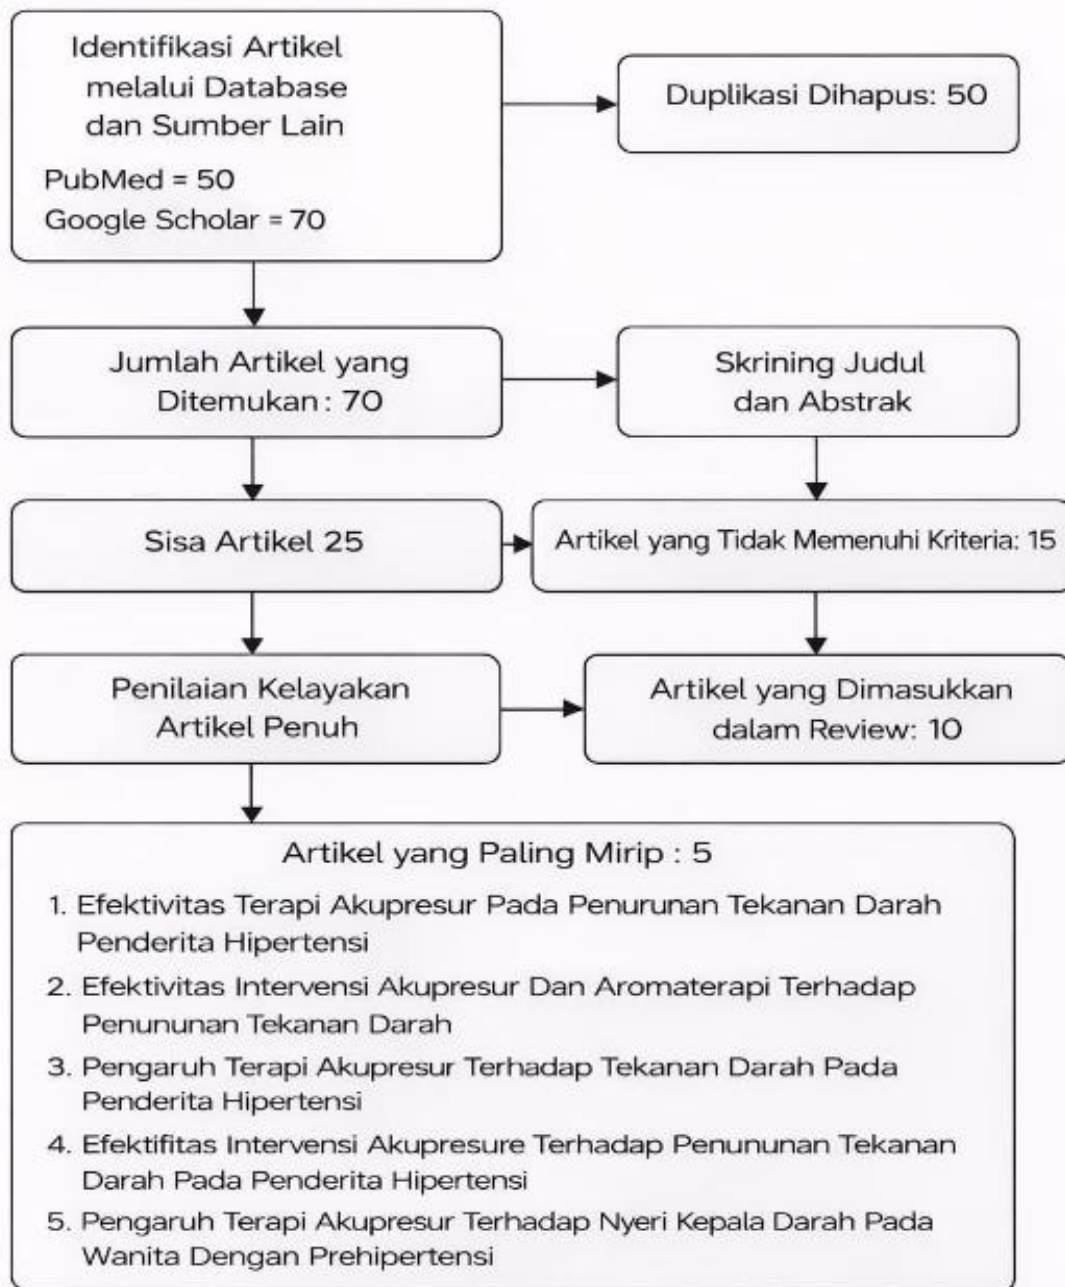 Identifikasi Artikel
melalui Database
dan Sumber Lain
PubMed = 50
Google Scholar = 70
Duplikasi Dihapus: 50
Jumlah Artikel yang
Ditemukan : 70
Skrining Judul
dan Abstrak
Sisa Artikel 25
Artikel yang Tidak Memenuhi Kriteria: 15
Penilaian Kelayakan
Artikel Penuh
Artikel yang Dimasukkan
dalam Review: 10
Artikel yang Paling Mirip : 5
1. Efektivitas Terapi Akupresur Pada Penurunan Tekanan Darah
Penderita Hipertensi
2. Efektivitas Intervensi Akupresur Dan Aromaterapi Terhadap
Penununan Tekanan Darah
3. Pengaruh Terapi Akupresur Terhadap Tekanan Darah Pada
Penderita Hipertensi
4. Efektifitas Intervensi Akupresure Terhadap Penununan Tekanan
Darah Pada Penderita Hipertensi
5. Pengaruh Terapi Akupresur Terhadap Nyeri Kepala Darah Pada
Wanita Dengan Prehipertensi